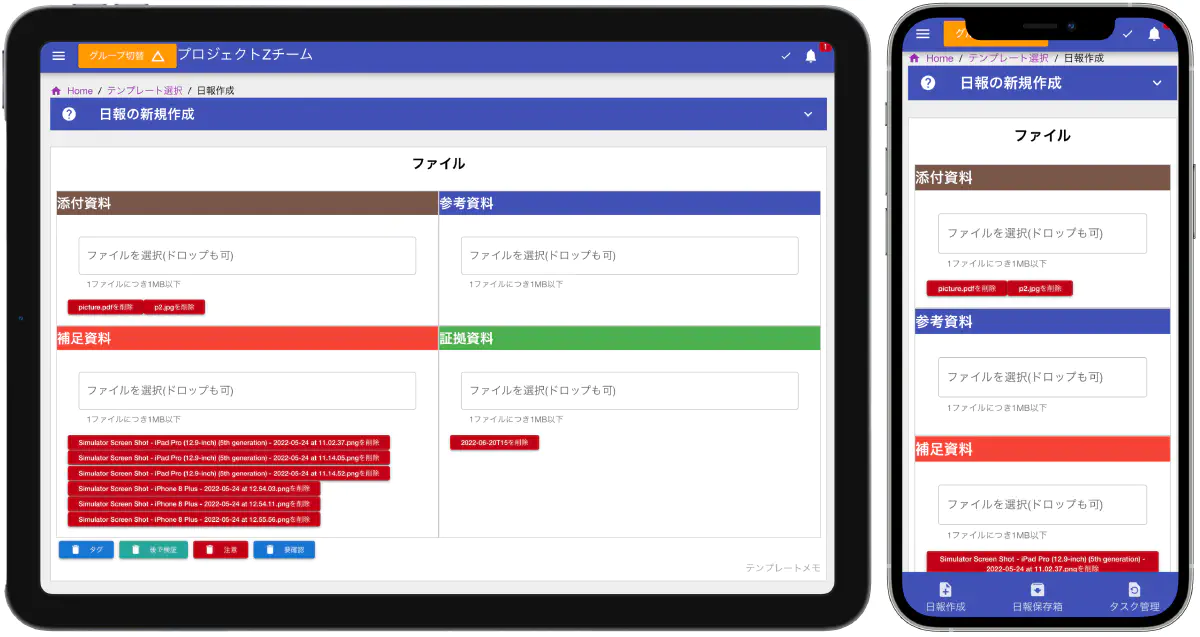 グループ切替
プロジェクトZチーム
1
Home / テンプレート選択 / 日報作成
日報の新規作成
ファイル
添付資料
参考資料
ファイルを選択(ドロップも可)
ファイルを選択(ドロップも可)
1ファイルにつき1MB以下
1ファイルにつき1MB以下
picture.pdfを削除
p2.jpgを削除
補足資料
証拠資料
ファイルを選択(ドロップも可)
ファイルを選択(ドロップも可)
1ファイルにつき1MB以下
1ファイルにつき1MB以下
Simulator Screen Shot - iPad Pro (12.9-inch) (5th generation) - 2022-05-24 at 11.02.37.pngを削除
2022-06-20T15を削除
Simulator Screen Shot - iPad Pro (12.9-inch) (5th generation) - 2022-05-24 at 11.14.05.pngを削除
Simulator Screen Shot - iPad Pro (12.9-inch) (5th generation) - 2022-05-24 at 11.14.52.pngを削除
Simulator Screen Shot - iPhone 8 Plus - 2022-05-24 at 12.54.03.pngを削除
Simulator Screen Shot - iPhone 8 Plus - 2022-05-24 at 12.54.11.pngを削除
Simulator Screen Shot - iPhone 8 Plus - 2022-05-24 at 12.55.56.pngを削除
タグ
後で検証
注意
要確認
テンプレートメモ
Home / テンプレート選択 / 日報作成
日報の新規作成
ファイル
添付資料
ファイルを選択(ドロップも可)
1ファイルにつき1MB以下
picture.pdfを削除
p2.jpgを削除
参考資料
ファイルを選択(ドロップも可)
1ファイルにつき1MB以下
補足資料
ファイルを選択(ドロップも可)
1ファイルにつき1MB以下
Simulator Screen Shot - iPad Pro (12.9-inch) (5th generation) -
2022-05-24 at 11.02.37.pngを削除
日報作成
日報保存箱
タスク管理